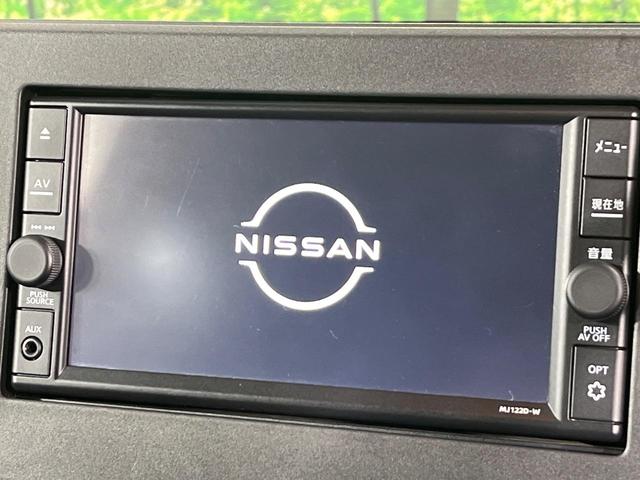 AV
PUSH
SOURCE
AUX
NISSAN
メニュー
現在地
音量
PUSH
AV OFF
OPT
MJ122D-W